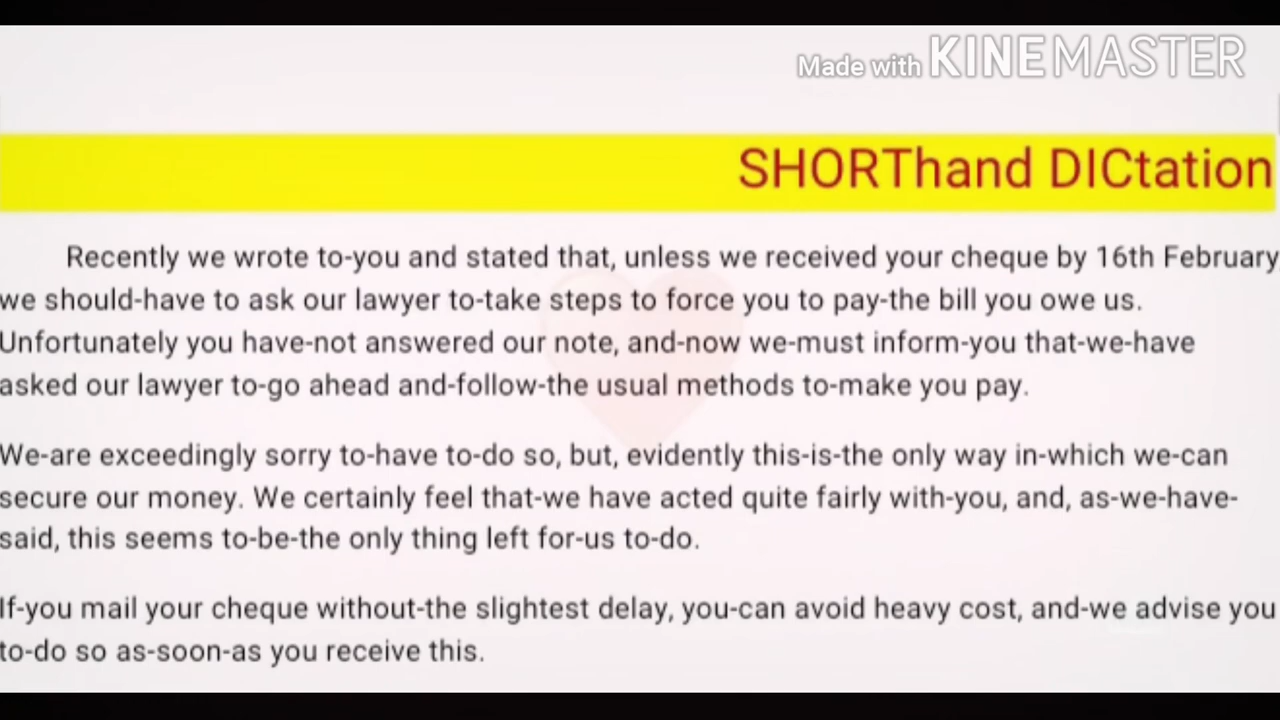 Made with KINEMASTER
SHORThand DICtation
Recently we wrote to-you and stated that, unless we received your cheque by 16th February
we should-have to ask our lawyer to-take steps to force you to pay-the bill you owe us.
Unfortunately you have-not answered our note, and-now we-must inform-you that-we-have
asked our lawyer to-go ahead and-follow-the usual methods to-make you pay.
We-are exceedingly sorry to-have to-do so, but, evidently this-is-the only way in-which we-can
secure our money. We certainly feel that-we have acted quite fairly with-you, and, as-we-have-
said, this seems to-be-the only thing left for-us to-do.
If-you mail your cheque without-the slightest delay, you-can avoid heavy cost, and-we advise you
to-do so as-soon-as you receive this.